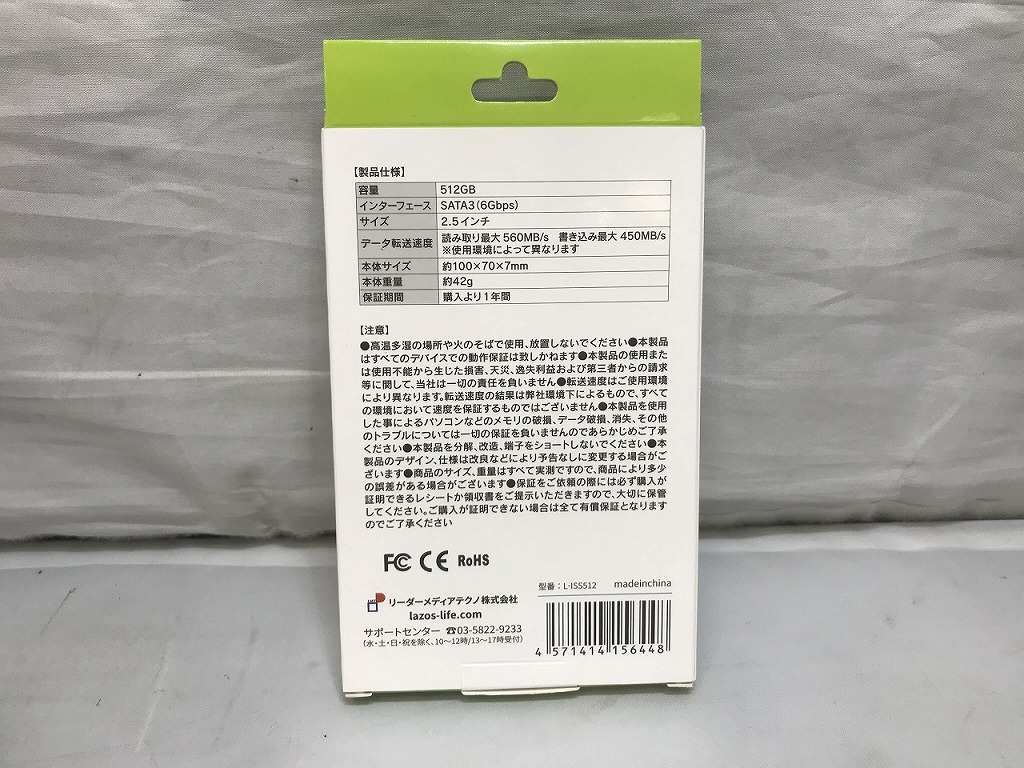 【製品仕様】
容量 512GB
インターフェース SATA3(6Gbps)
サイズ 2.5インチ
データ転送速度 読み取り最大560MB/s 書き込み最大450MB/s
※使用環境によって異なります
本体サイズ 約100×70×7mm
本体重量 約42g
保証期間 購入より1年間
【注意】
●高温多湿の場所や火のそばで使用、放置しないでください●本製品
はすべてのデバイスでの動作保証は致しかねます●本製品の使用また
は使用不能から生じた損害、天災、逸失利益および第三者からの請求
等に関して、当社は一切の責任を負いません●転送速度はご使用環境
により異なります。転送速度の結果は弊社環境下によるもので、すべて
の環境において速度を保証するものではございません●本製品を使用
した事によるパソコンなどのメモリの破損、データ破損、消失、その他
のトラブルについては一切の保証を負いませんのであらかじめご了承
ください●本製品を分解、改造、端子をショートしないでください●本
製品のデザイン、仕様は改良などにより予告なしに変更する場合がご
ざいます●商品のサイズ、重量はすべて実測ですので、商品により多少
の誤差がある場合がございます●保証をご依頼の際には必ず購入が
証明できるレシートか領収書をご提示いただきますので、大切に保管
してください。ご購入が証明できない場合は全て有償保証となります
のでご了承ください
FC CE RoHS
型番：L-ISS512 madeinchina
リーダーメディアテクノ株式会社
lazos-life.com
サポートセンター ☎03-5822-9233
(水・土・日・祝を除く、10〜12時/13〜17時受付)
4 571414 156448